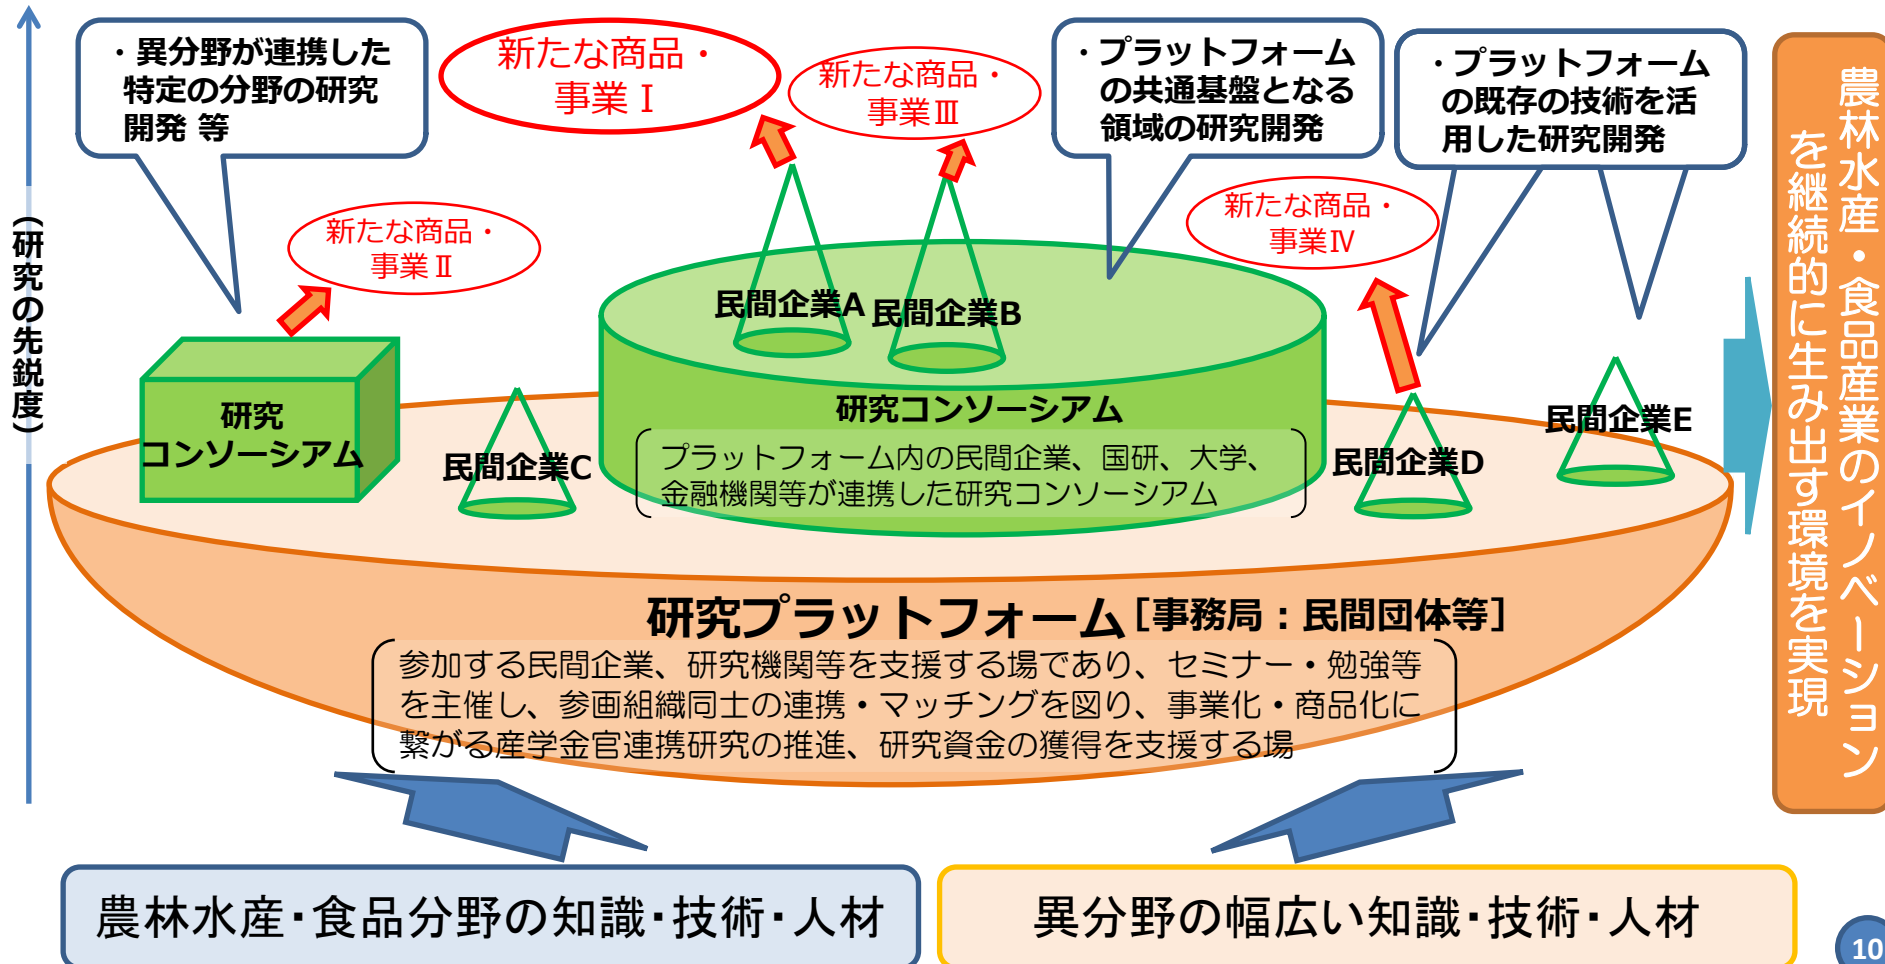 ・異分野が連携した
特定の分野の研究
開発 等
新たな商品・
事業Ⅰ
新たな商品・
事業Ⅲ
・プラットフォーム
の共通基盤となる
領域の研究開発
・プラットフォーム
の既存の技術を活
用した研究開発
新たな商品・
事業Ⅱ
新たな商品・
事業Ⅳ
(研究の先鋭度)
民間企業A
民間企業B
研究
コンソーシアム
民間企業C
研究コンソーシアム
プラットフォーム内の民間企業、国研、大学、
金融機関等が連携した研究コンソーシアム
民間企業D
民間企業E
研究プラットフォーム[事務局:民間団体等]
参加する民間企業、研究機関等を支援する場であり、セミナー・勉強等
を主催し、参画組織同士の連携・マッチングを図り、事業化・商品化に
繋がる産学金官連携研究の推進、研究資金の獲得を支援する場
農林水産・食品産業のイノベーション
を継続的に生み出す環境を実現
農林水産・食品分野の知識・技術・人材
異分野の幅広い知識・技術・人材
10